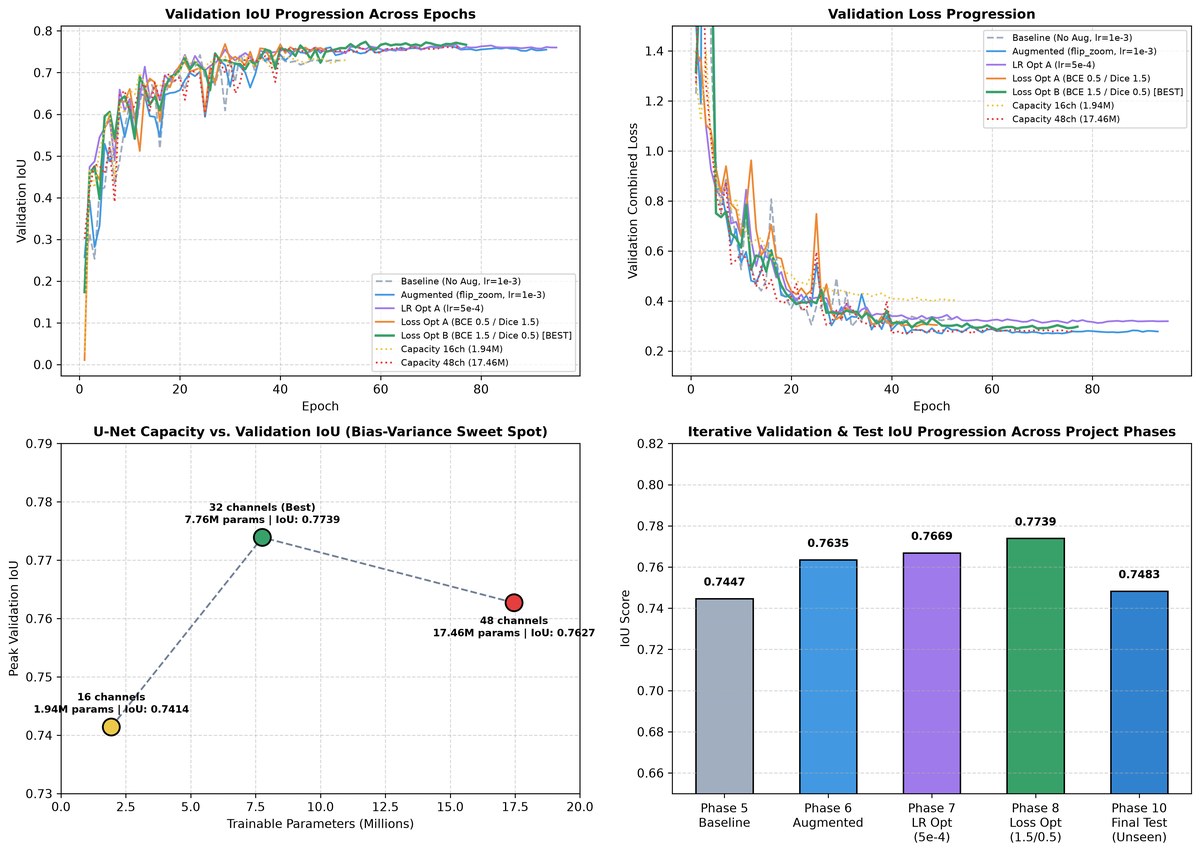 Validation IoU Progression Across Epochs
Validation IoU
0.8
0.7
0.6
0.5
0.4
0.3
0.2
0.1
0.0
Baseline (No Aug, lr=1e-3)
Augmented (flip_zoom, lr=1e-3)
LR Opt A (lr=5e-4)
Loss Opt A (BCE 0.5 / Dice 1.5)
Loss Opt B (BCE 1.5 / Dice 0.5) [BEST]
Capacity 16ch (1.94M)
Capacity 48ch (17.46M)
0 20 40 60 80
Epoch
Validation Loss Progression
Validation Combined Loss
1.4
1.2
1.0
0.8
0.6
0.4
0.2
Baseline (No Aug, lr=1e-3)
Augmented (flip_zoom, lr=1e-3)
LR Opt A (lr=5e-4)
Loss Opt A (BCE 0.5 / Dice 1.5)
Loss Opt B (BCE 1.5 / Dice 0.5) [BEST]
Capacity 16ch (1.94M)
Capacity 48ch (17.46M)
0 20 40 60 80
Epoch
U-Net Capacity vs. Validation IoU (Bias-Variance Sweet Spot)
Peak Validation IoU
0.79
0.78
0.77
0.76
0.75
0.74
0.73
32 channels (Best)
7.76M params | IoU: 0.7739
48 channels
17.46M params | IoU: 0.7627
16 channels
1.94M params | IoU: 0.7414
0.0 2.5 5.0 7.5 10.0 12.5 15.0 17.5 20.0
Trainable Parameters (Millions)
Iterative Validation & Test IoU Progression Across Project Phases
IoU Score
0.82
0.80
0.78
0.76
0.74
0.72
0.70
0.68
0.66
0.7447
0.7635
0.7669
0.7739
0.7483
Phase 5
Baseline
Phase 6
Augmented
Phase 7
LR Opt
(5e-4)
Phase 8
Loss Opt
(1.5/0.5)
Phase 10
Final Test
(Unseen)